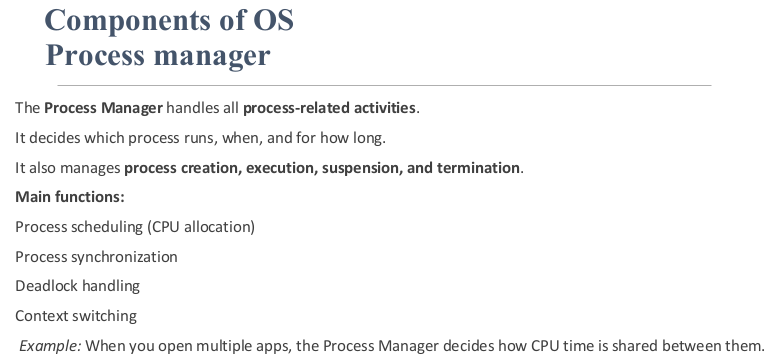 Components of OS
Process manager
The Process Manager handles all process-related activities.
It decides which process runs, when, and for how long.
It also manages process creation, execution, suspension, and termination.
Main functions:
Process scheduling (CPU allocation)
Process synchronization
Deadlock handling
Context switching
Example: When you open multiple apps, the Process Manager decides how CPU time is shared between them.